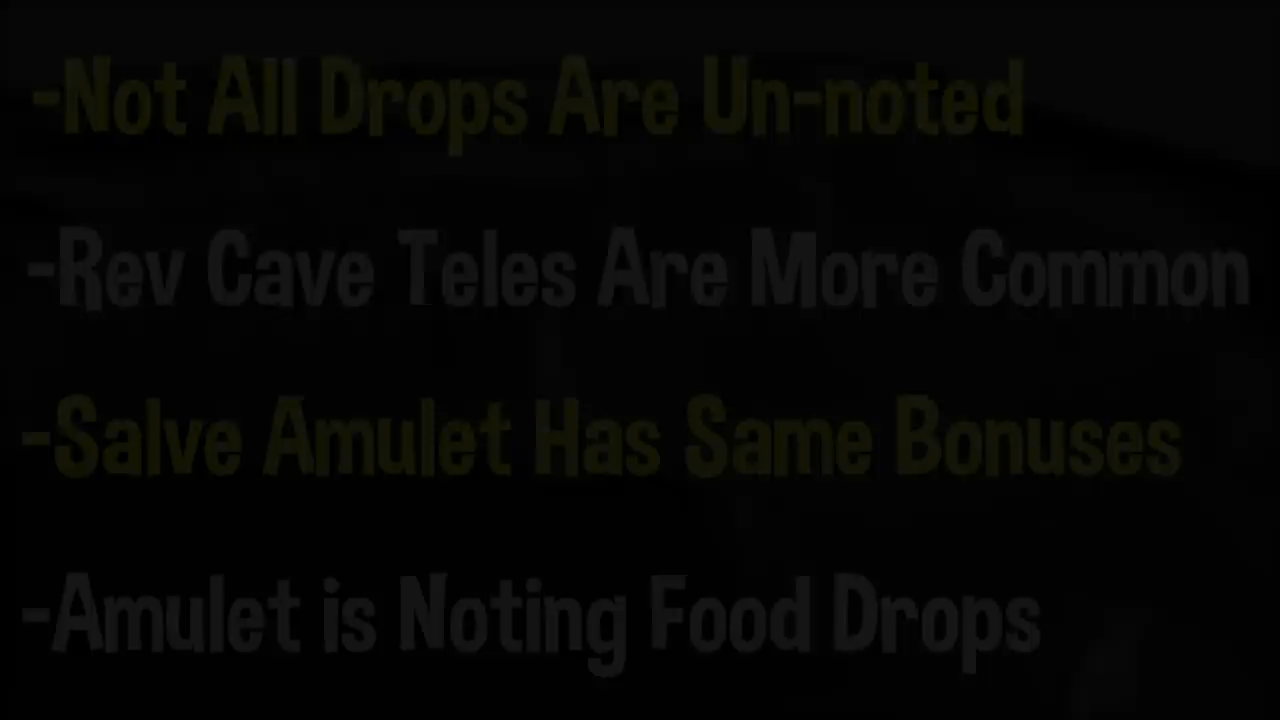 -Not All Drops Are Un-noted
-Rev Cave Teles Are More Common
-Salve Amulet Has Same Bonuses
-Amulet is Noting Food Drops